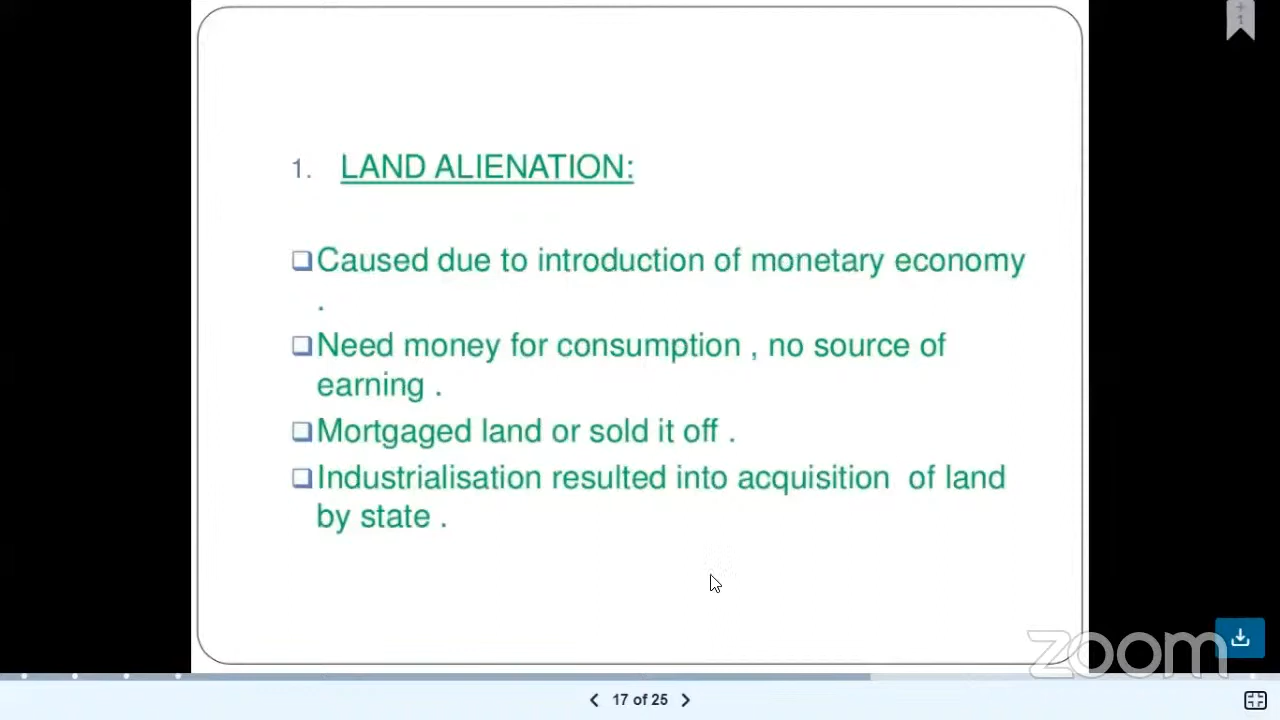 1. LAND ALIENATION:
Caused due to introduction of monetary economy
.
Need money for consumption , no source of
earning .
Mortgaged land or sold it off .
Industrialisation resulted into acquisition of land
by state .
zoom
17 of 25
+
1